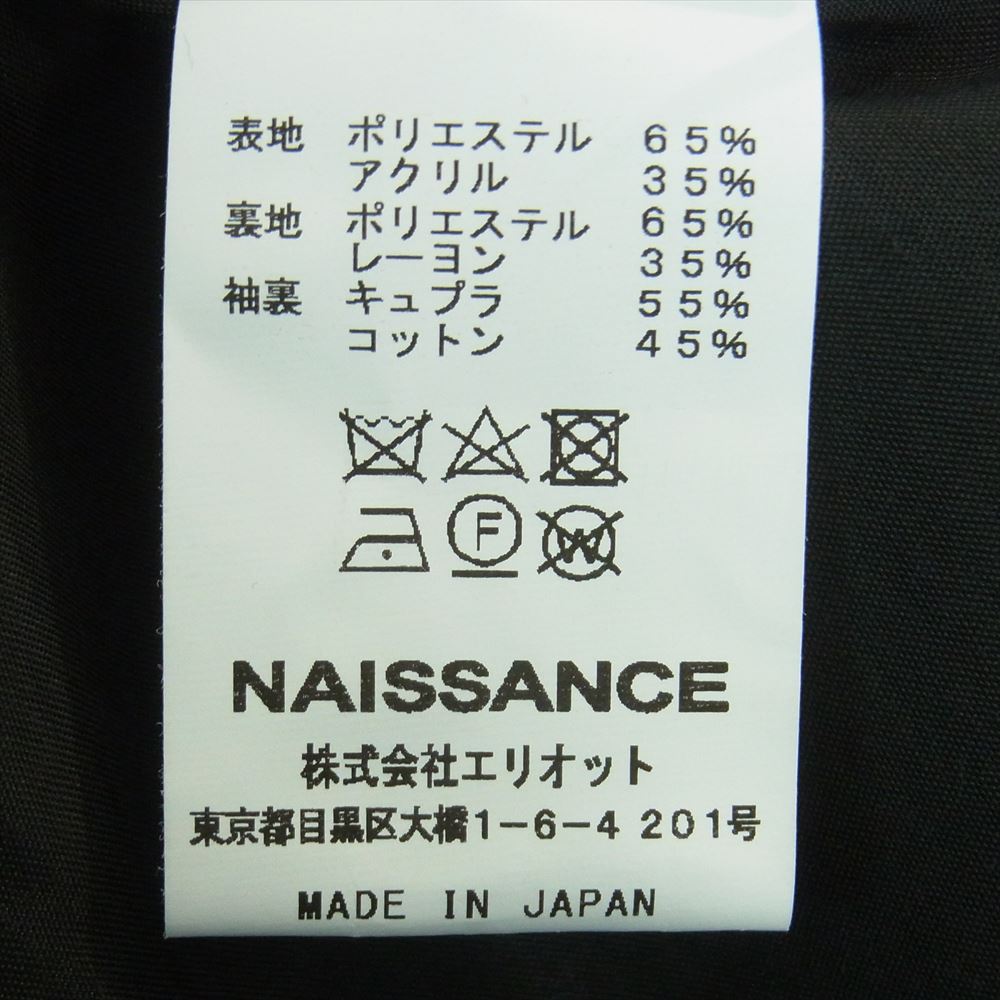 表地 ポリエステル 65%
アクリル 35%
裏地 ポリエステル 65%
レーヨン 35%
袖裏 キュプラ 55%
コットン 45%
F W
NAISSANCE
株式会社エリオット
東京都目黒区大橋1-6-4 201号
MADE IN JAPAN